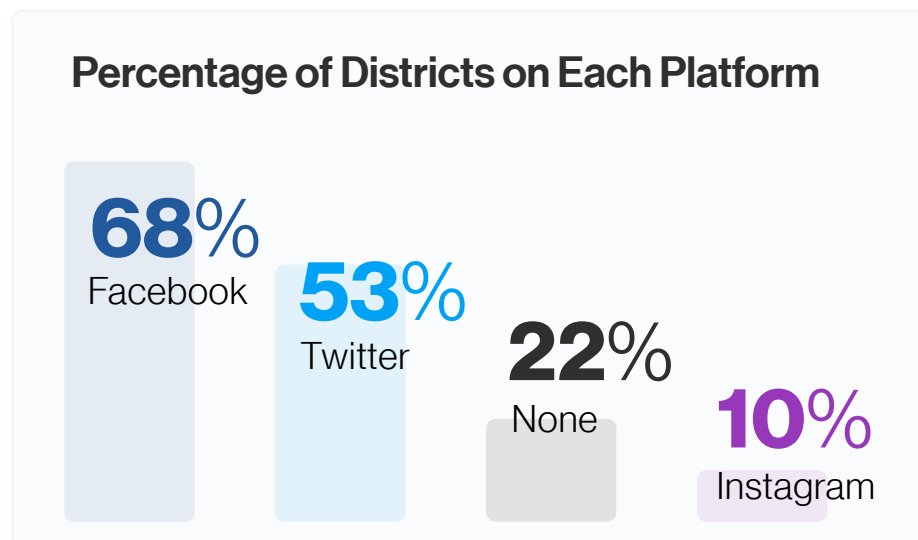 Percentage of Districts on Each Platform
68%
Facebook
53%
Twitter
22%
None
10%
Instagram